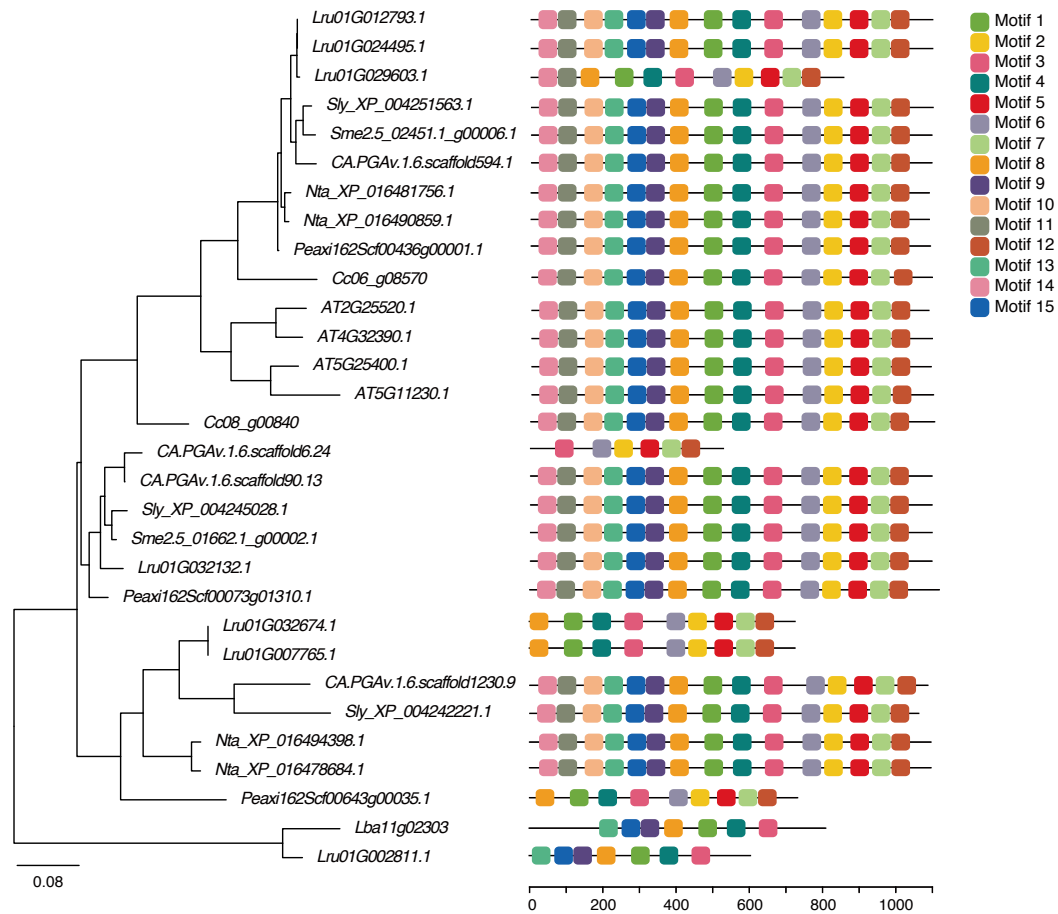 Lru01G012793.1
Lru01G024495.1
Lru01G029603.1
Sly_XP_004251563.1
Sme2.5_02451.1_g00006.1
CA.PGAv.1.6.scaffold594.1
Nta_XP_016481756.1
Nta_XP_016490859.1
Peaxi162Scf00436g00001.1
Cc06_g08570
AT2G25520.1
AT4G32390.1
AT5G25400.1
AT5G11230.1
Cc08_g00840
CA.PGAv.1.6.scaffold6.24
CA.PGAv.1.6.scaffold90.13
Sly_XP_004245028.1
Sme2.5_01662.1_g00002.1
Lru01G032132.1
Peaxi162Scf00073g01310.1
Lru01G032674.1
Lru01G007765.1
CA.PGAv.1.6.scaffold1230.9
Sly_XP_004242221.1
Nta_XP_016494398.1
Nta_XP_016478684.1
Peaxi162Scf00643g00035.1
Lba11g02303
Lru01G002811.1
0.08
0 200 400 600 800 1000
Motif 1
Motif 2
Motif 3
Motif 4
Motif 5
Motif 6
Motif 7
Motif 8
Motif 9
Motif 10
Motif 11
Motif 12
Motif 13
Motif 14
Motif 15